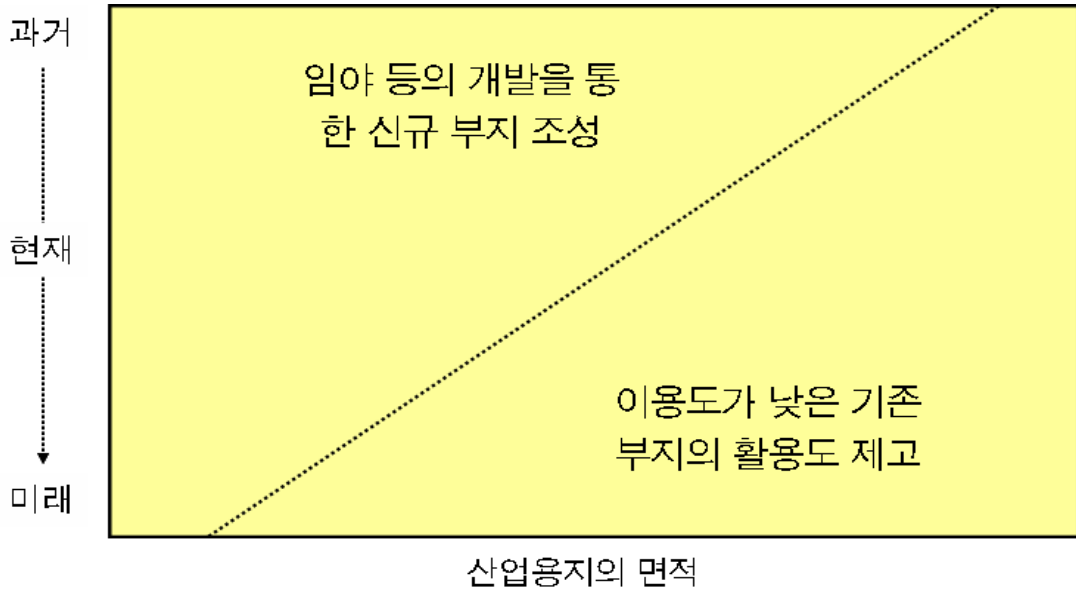 과거
임야 등의 개발을 통
한 신규 부지 조성
현재
이용도가 낮은 기존
부지의 활용도 제고
미래
산업용지의 면적